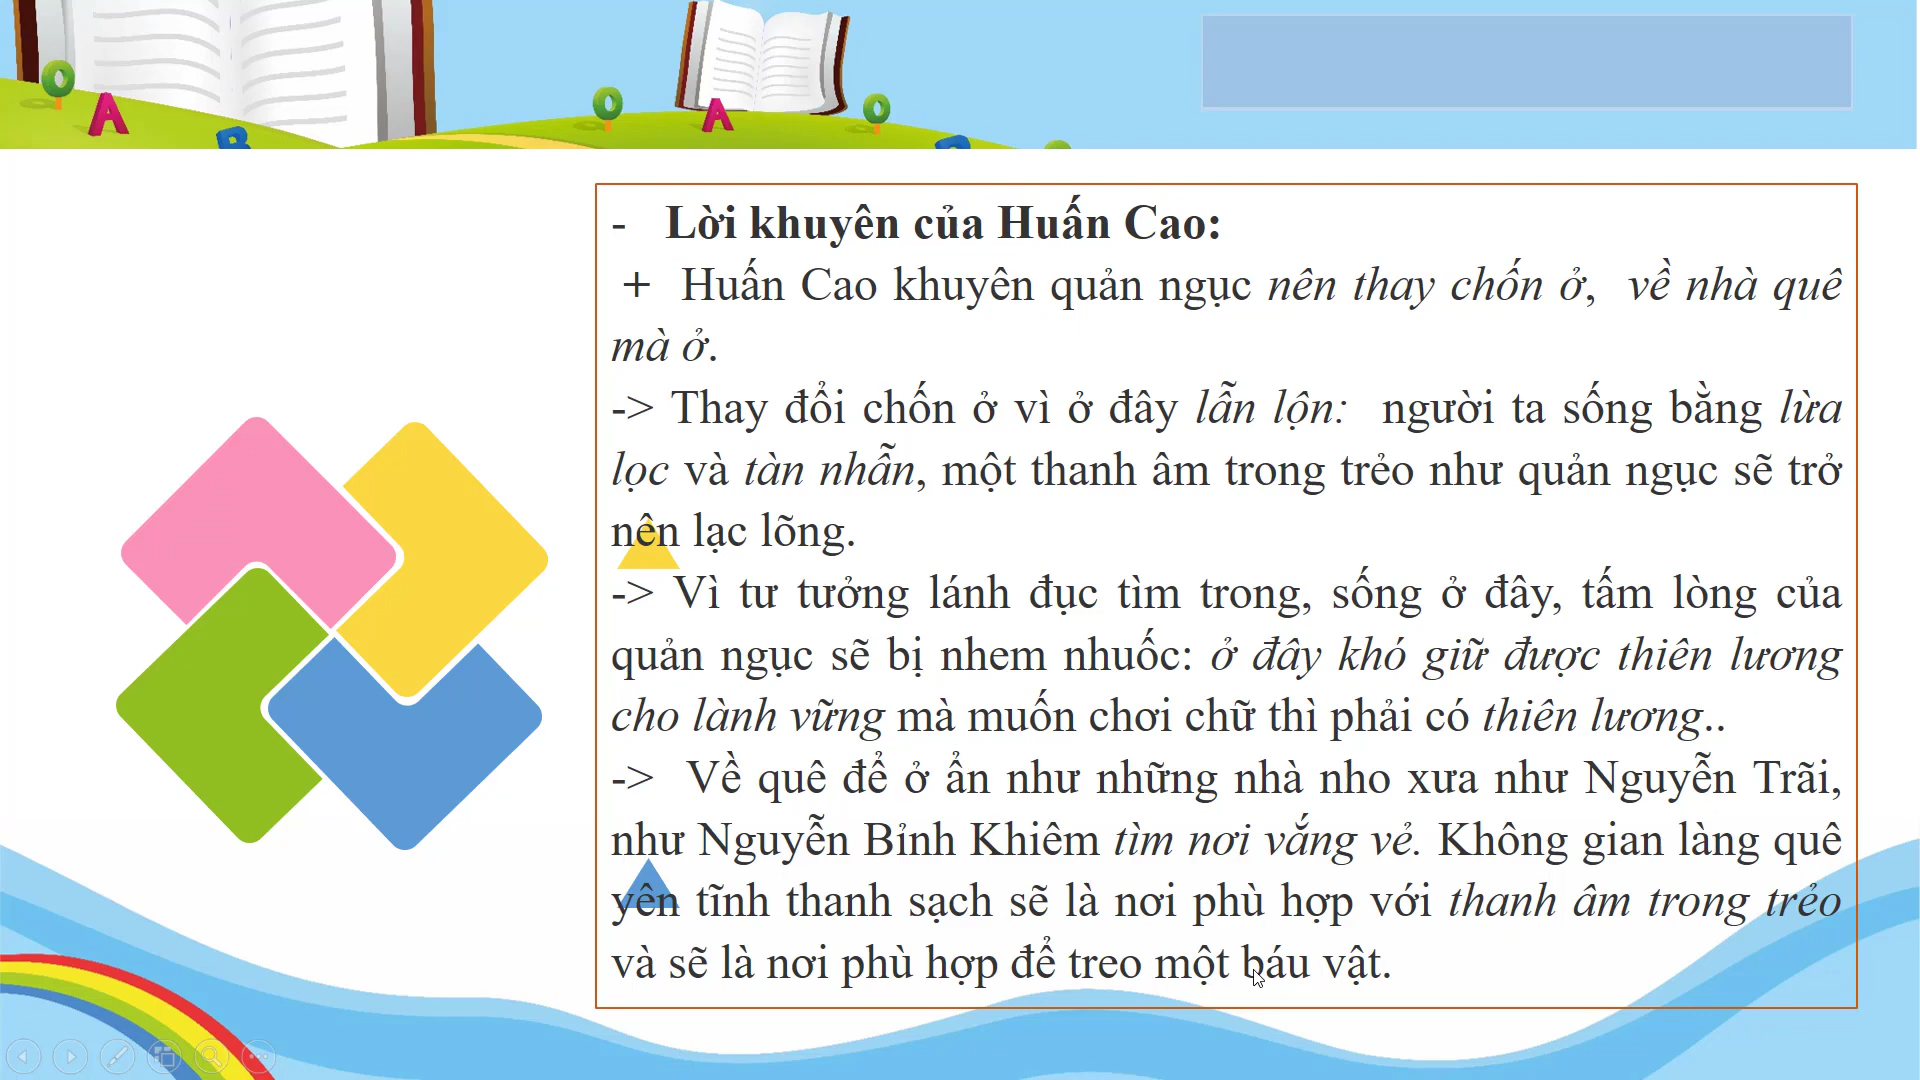 - Lời khuyên của Huấn Cao:
+ Huấn Cao khuyên quản ngục nên thay chốn ở, về nhà quê
mà ở.
-> Thay đổi chốn ở vì ở đây lẫn lộn: người ta sống bằng lừa
lọc và tàn nhẫn, một thanh âm trong trẻo như quản ngục sẽ trở
nên lạc lõng.
-> Vì tư tưởng lánh đục tìm trong, sống ở đây, tấm lòng của
quản ngục sẽ bị nhem nhuốc: ở đây khó giữ được thiên lương
cho lành vững mà muốn chơi chữ thì phải có thiên lương..
-> Về quê để ở ẩn như những nhà nho xưa như Nguyễn Trãi,
như Nguyễn Bỉnh Khiêm tìm nơi vắng vẻ. Không gian làng quê
yên tĩnh thanh sạch sẽ là nơi phù hợp với thanh âm trong trẻo
và sẽ là nơi phù hợp để treo một báu vật.